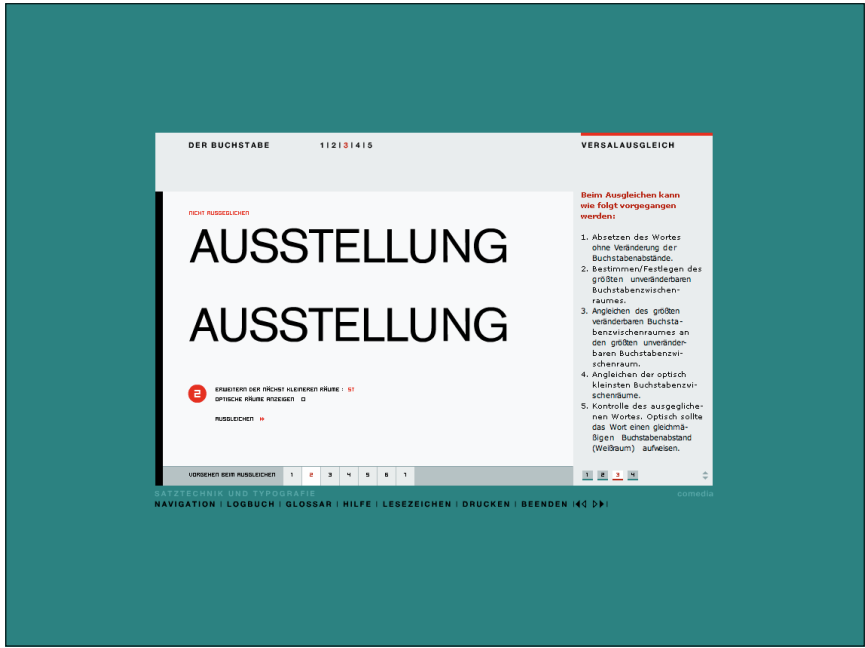 DER BUCHSTABE 1|2|3|4|5 VERSALAUSGLEICH
NICHT AUSGEGLICHEN
AUSSTELLUNG
AUSSTELLUNG
2 ERWEITERN DER NÄCHST KLEINEREN RÄUME : ST
OPTISCHE RÄUME ANZEIGEN
AUSGLEICHEN
VORGEHEN BEIM AUSGLEICHEN 1 2 3 4 5 6 7
Beim Ausgleichen kann
wie folgt vorgegangen
werden:
1. Absetzen des Wortes
ohne Veränderung der
Buchstabenabstände.
2. Bestimmen/Festlegen des
größten unveränderbaren
Buchstabenzwischen-
raumes.
3. Angleichen des größten
veränderbaren Buchsta-
benzwischenraumes an
den größten unveränder-
baren Buchstabenzwi-
schenraum.
4. Angleichen der optisch
kleinsten Buchstabenzwi-
schenräume.
5. Kontrolle des ausgegliche-
nen Wortes. Optisch sollte
das Wort einen gleichmä-
ßigen Buchstabenabstand
(Weißraum) aufweisen.
1 2 3 4
SATZTECHNIK UND TYPOGRAFIE comedia
NAVIGATION | LOGBUCH | GLOSSAR | HILFE | LESEZEICHEN | DRUCKEN | BEENDEN